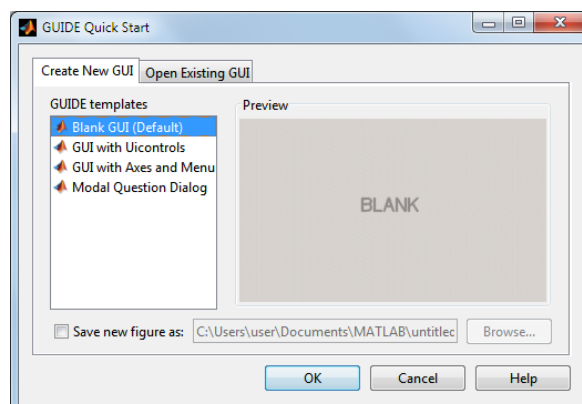 GUIDE Quick Start
Create New GUI
Open Existing GUI
GUIDE templates
Blank GUI (Default)
GUI with Uicontrols
GUI with Axes and Menu
Modal Question Dialog
Preview
BLANK
Save new figure as:
C:\Users\user\Documents\MATLAB\untitled
Browse...
OK
Cancel
Help